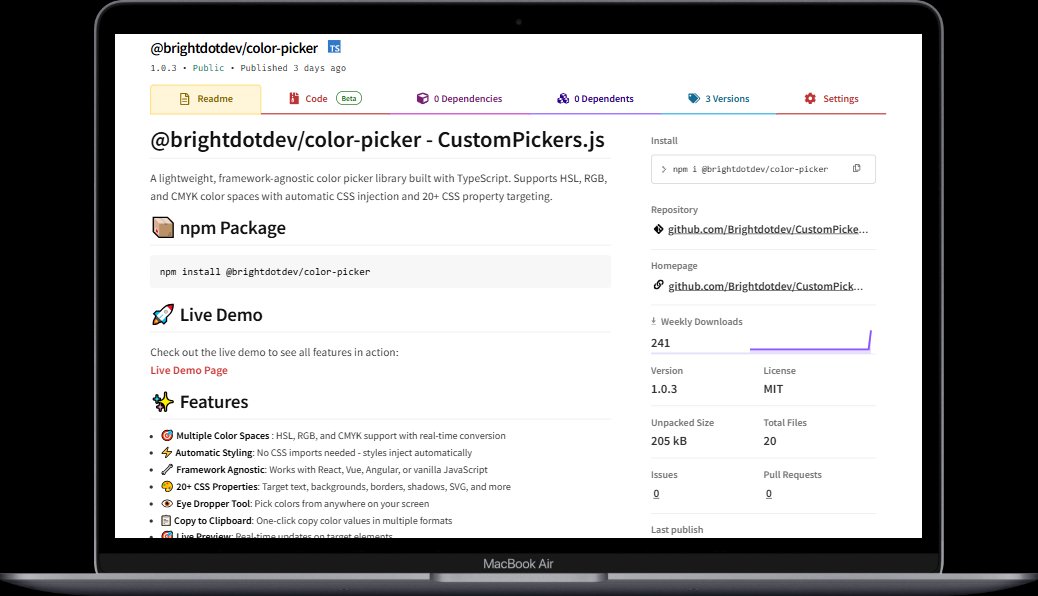 @brightdotdev/color-picker TS
1.0.3 • Public • Published 3 days ago
Readme
Code Beta
0 Dependencies
0 Dependents
3 Versions
Settings
@brightdotdev/color-picker - CustomPickers.js
A lightweight, framework-agnostic color picker library built with TypeScript. Supports HSL, RGB,
and CMYK color spaces with automatic CSS injection and 20+ CSS property targeting.
npm Package
npm install @brightdotdev/color-picker
Live Demo
Check out the live demo to see all features in action:
Live Demo Page
Features
• Multiple Color Spaces : HSL, RGB, and CMYK support with real-time conversion
• Automatic Styling: No CSS imports needed - styles inject automatically
• Framework Agnostic: Works with React, Vue, Angular, or vanilla JavaScript
• 20+ CSS Properties: Target text, backgrounds, borders, shadows, SVG, and more
• Eye Dropper Tool: Pick colors from anywhere on your screen
• Copy to Clipboard: One-click copy color values in multiple formats
• Live Preview: Real-time updates on target elements
Install
> npm i @brightdotdev/color-picker
Repository
github.com/Brightdotdev/CustomPicke...
Homepage
github.com/Brightdotdev/CustomPick...
Weekly Downloads
241
Version
1.0.3
License
MIT
Unpacked Size
205 kB
Total Files
20
Issues
0
Pull Requests
0
Last publish
MacBook Air